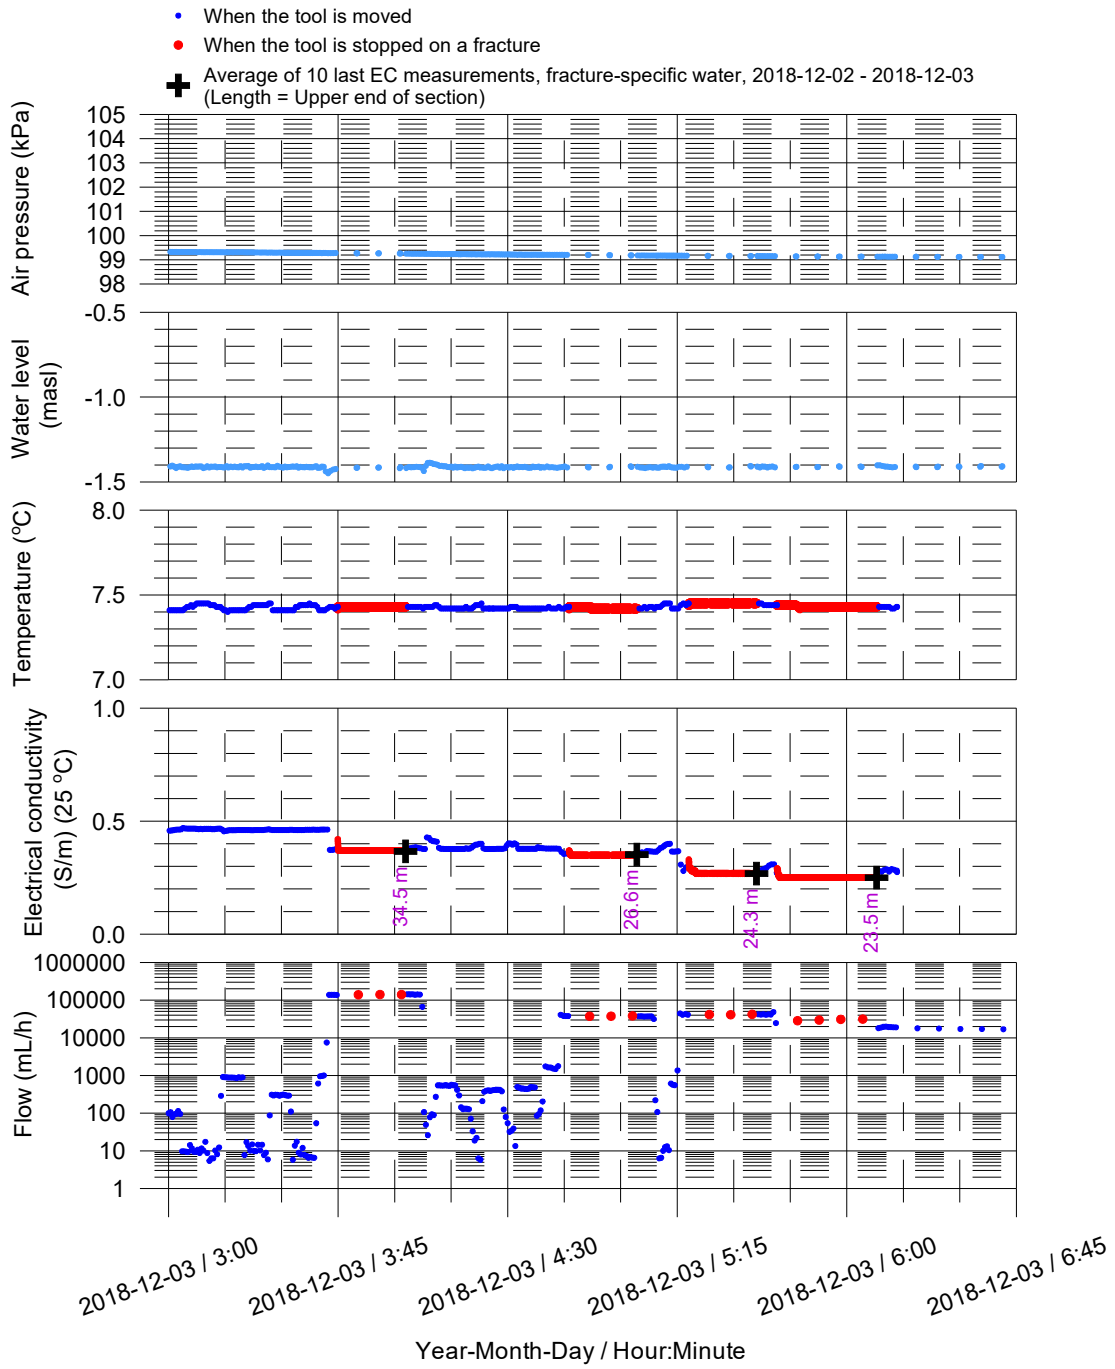 When the tool is moved
When the tool is stopped on a fracture
Average of 10 last EC measurements, fracture-specific water, 2018-12-02 - 2018-12-03
(Length = Upper end of section)
Air pressure (kPa)
105
104
103
102
101
100
99
98
Water level
(masl)
-0.5
-1.0
-1.5
Temperature (°C)
8.0
7.5
7.0
Electrical conductivity
(S/m) (25 °C)
1.0
0.5
0.0
34.5 m
26.6 m
24.3 m
23.5 m
Flow (mL/h)
1000000
100000
10000
1000
100
10
1
2018-12-03 / 3:00
2018-12-03 / 3:45
2018-12-03 / 4:30
2018-12-03 / 5:15
2018-12-03 / 6:00
2018-12-03 / 6:45
Year-Month-Day / Hour:Minute